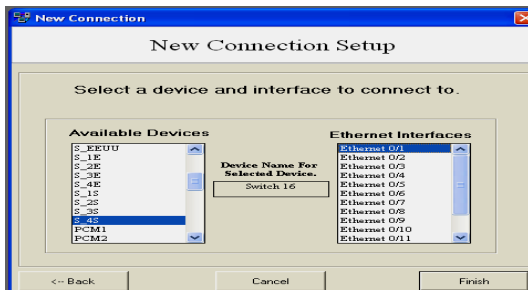 New Connection
New Connection Setup
Select a device and interface to connect to.
Available Devices
S_EEUU
S_1E
S_2E
S_3E
S_4E
S_1S
S_2S
S_3S
S_4S
PCM1
PCM2
Device Name For
Selected Device.
Switch 16
Ethernet Interfaces
Ethernet 0/1
Ethernet 0/2
Ethernet 0/3
Ethernet 0/4
Ethernet 0/5
Ethernet 0/6
Ethernet 0/7
Ethernet 0/8
Ethernet 0/9
Ethernet 0/10
Ethernet 0/11
<-- Back
Cancel
Finish